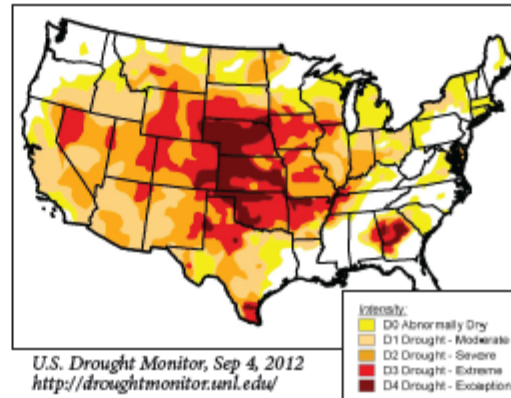 Intensity:
D0 Abnormally Dry
D1 Drought - Moderate
D2 Drought - Severe
D3 Drought - Extreme
D4 Drought - Exception
U.S. Drought Monitor, Sep 4, 2012
http://droughtmonitor.unl.edu/